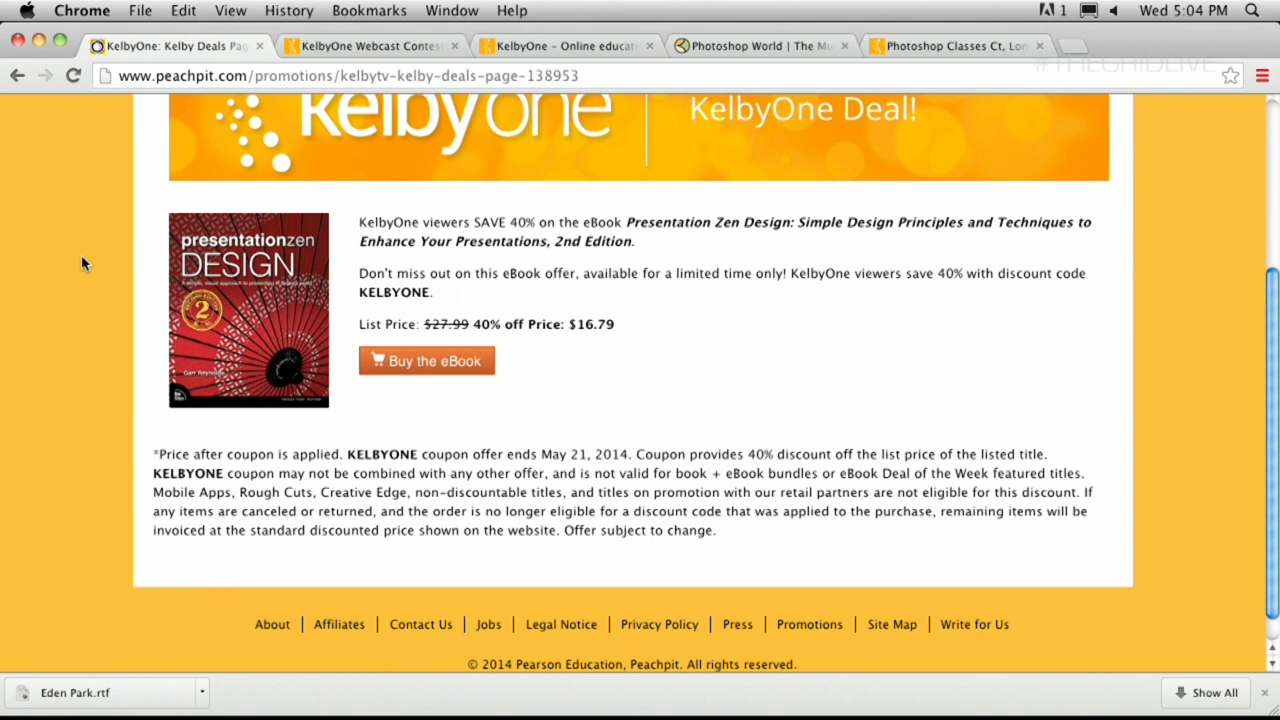 Chrome File Edit View History Bookmarks Window Help 1 Wed 5:04 PM
KelbyOne: Kelby Deals Pag KelbyOne Webcast Contes KelbyOne – Online educat Photoshop World | The Mu Photoshop Classes Ct, Lon
#THEGRIDLIVE
www.peachpit.com/promotions/kelbytv-kelby-deals-page-138953
kelbyone KelbyOne Deal!
KelbyOne viewers SAVE 40% on the eBook Presentation Zen Design: Simple Design Principles and Techniques to
Enhance Your Presentations, 2nd Edition.
Don't miss out on this eBook offer, available for a limited time only! KelbyOne viewers save 40% with discount code
KELBYONE.
List Price: $27.99 40% off Price: $16.79
Buy the eBook
presentationzen
DESIGN
2
Garr Reynolds
*Price after coupon is applied. KELBYONE coupon offer ends May 21, 2014. Coupon provides 40% discount off the list price of the listed title.
KELBYONE coupon may not be combined with any other offer, and is not valid for book + eBook bundles or eBook Deal of the Week featured titles.
Mobile Apps, Rough Cuts, Creative Edge, non-discountable titles, and titles on promotion with our retail partners are not eligible for this discount. If
any items are canceled or returned, and the order is no longer eligible for a discount code that was applied to the purchase, remaining items will be
invoiced at the standard discounted price shown on the website. Offer subject to change.
About | Affiliates | Contact Us | Jobs | Legal Notice | Privacy Policy | Press | Promotions | Site Map | Write for Us
© 2014 Pearson Education, Peachpit. All rights reserved.
Eden Park.rtf Show All